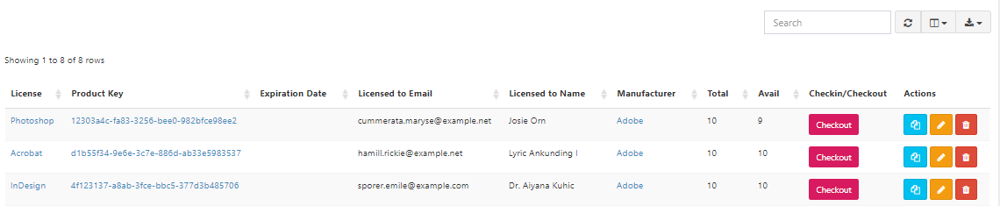 Search
Showing 1 to 8 of 8 rows
License Product Key Expiration Date Licensed to Email Licensed to Name Manufacturer Total Avail Checkin/Checkout Actions
Photoshop 12303a4c-fa83-3256-bee0-982bfce98ee2 cummerata.maryse@example.net Josie Orn Adobe 10 9 Checkout
Acrobat d1b55f34-9e6e-3c7e-886d-ab33e5983537 hamill.rickie@example.net Lyric Ankunding I Adobe 10 10 Checkout
InDesign 4f123137-a8ab-3fce-bbc5-377d3b485706 sporer.emile@example.com Dr. Aiyana Kuhic Adobe 10 10 Checkout